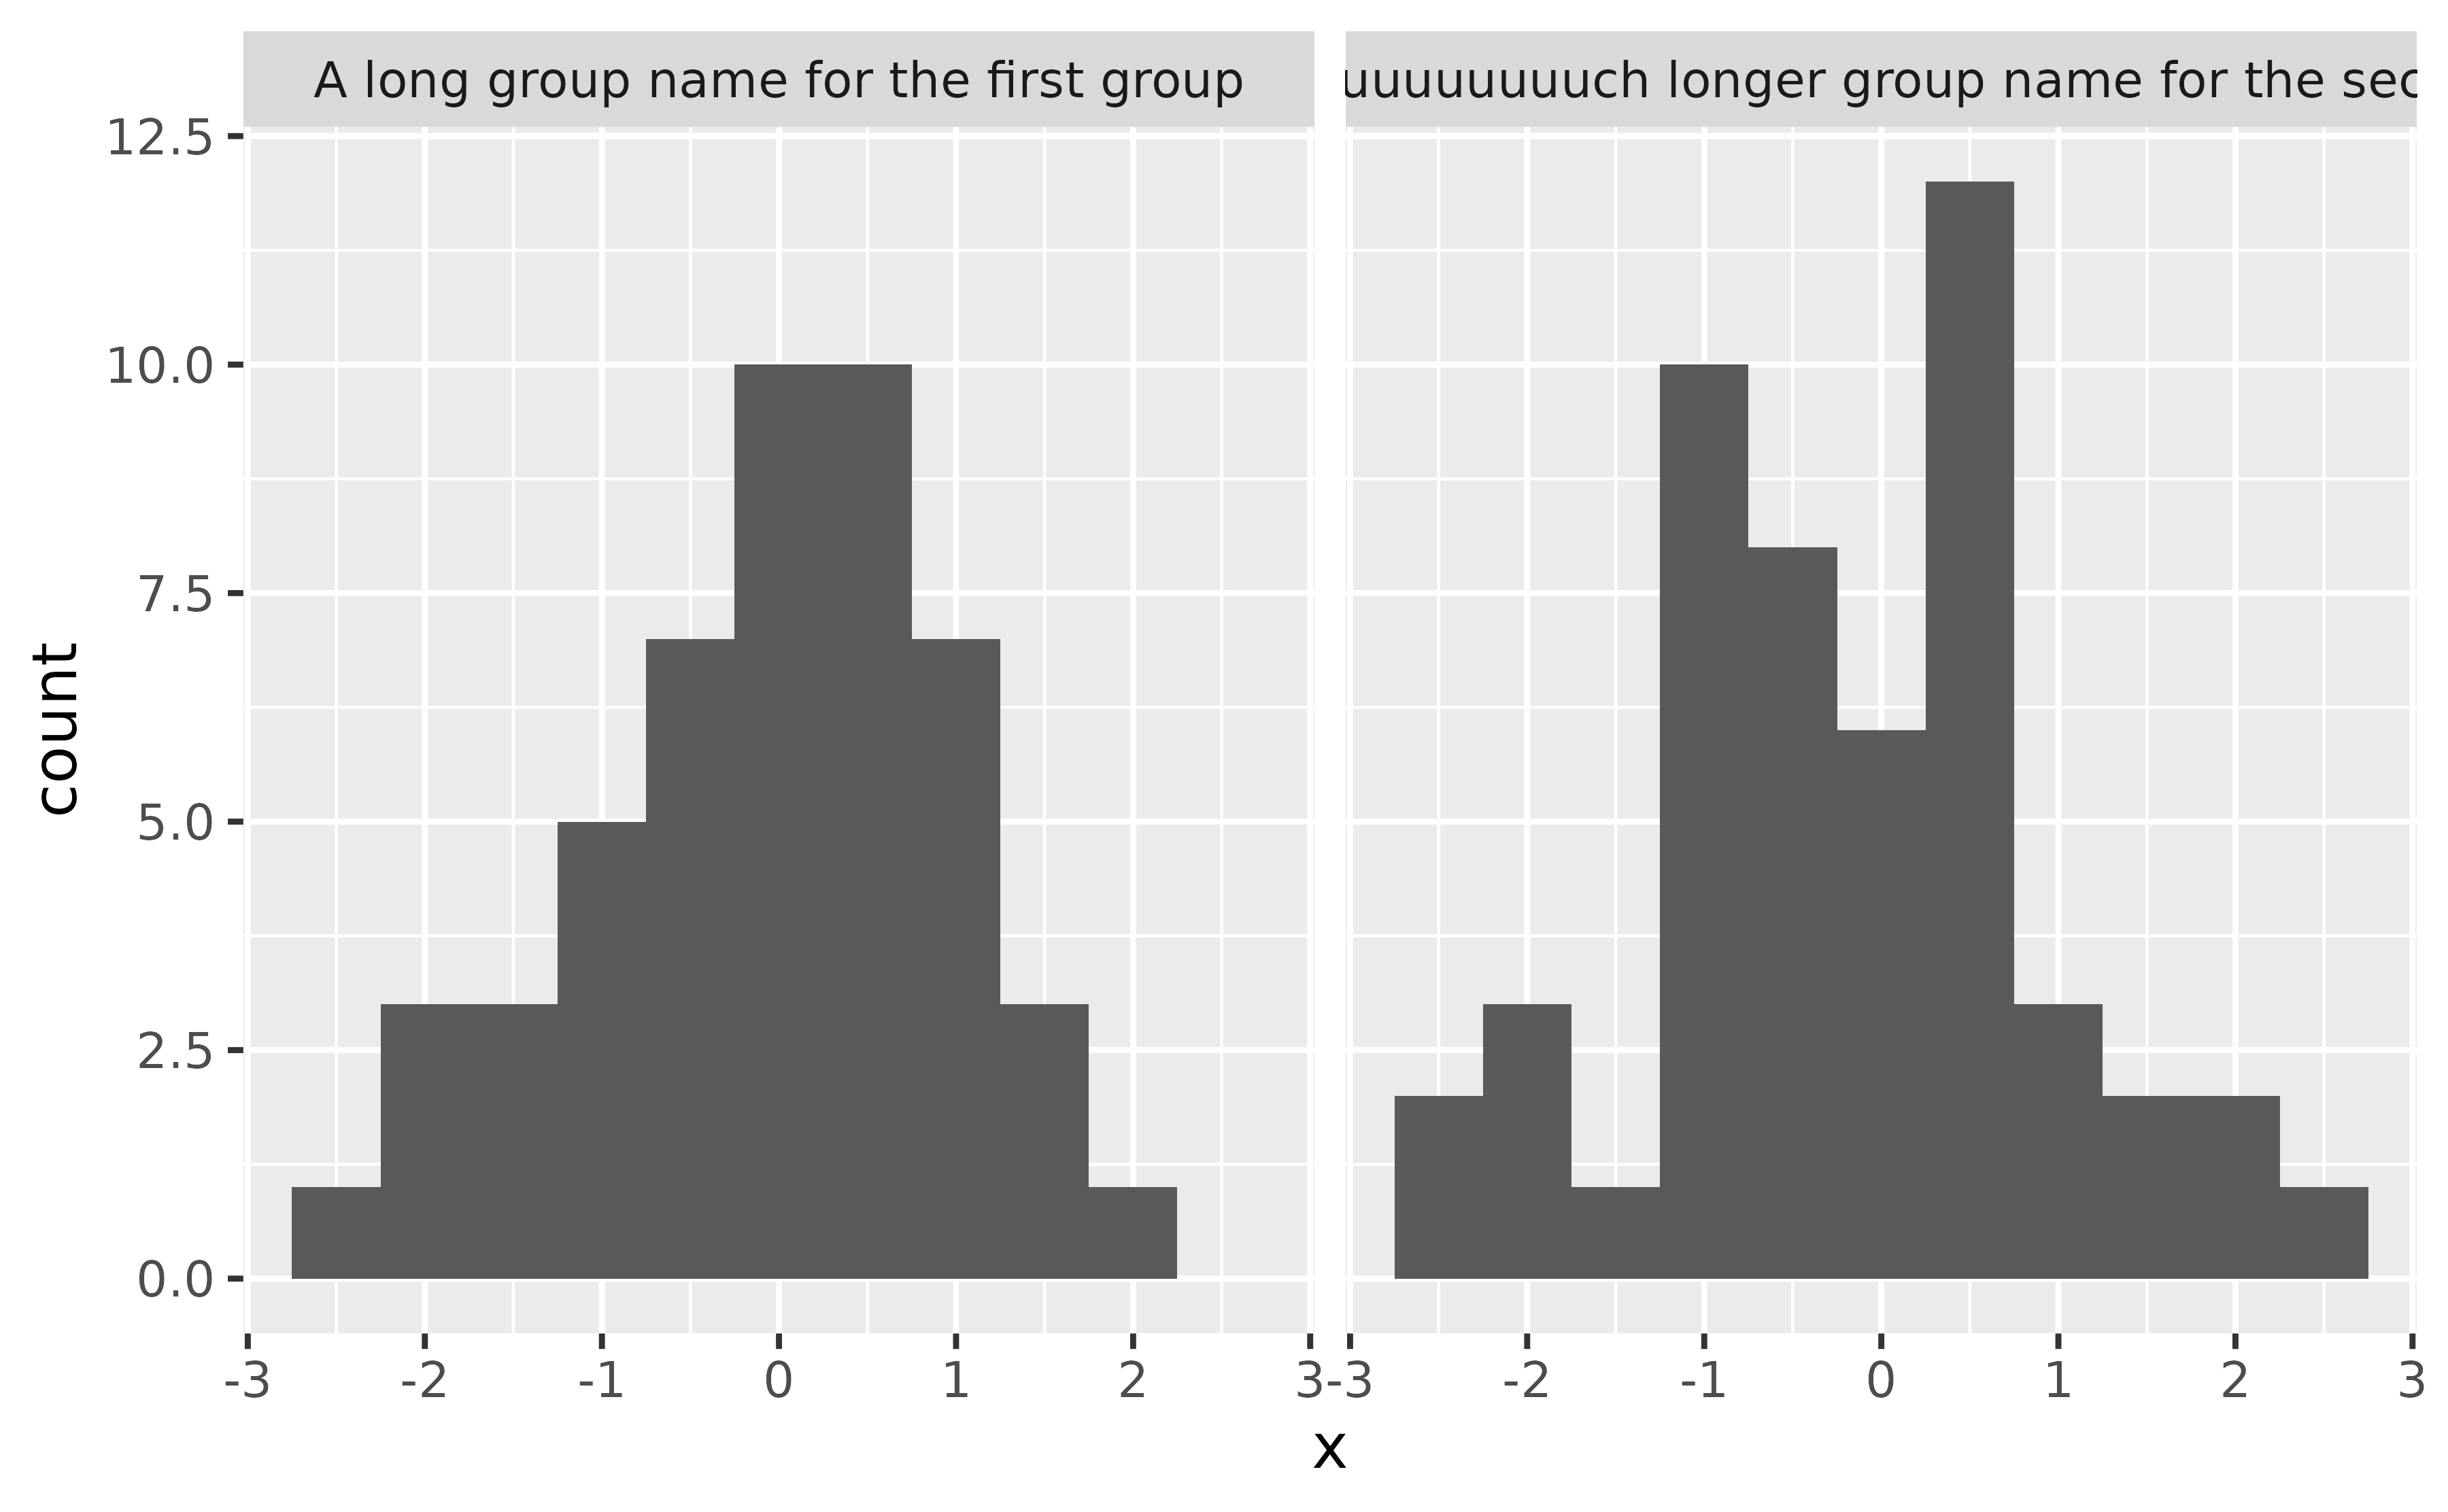 A long group name for the first group
uuuuuuuuch longer group name for the sec
12.5
10.0
7.5
5.0
2.5
0.0
count
-3 -2 -1 0 1 2 3
-3 -2 -1 0 1 2 3
x